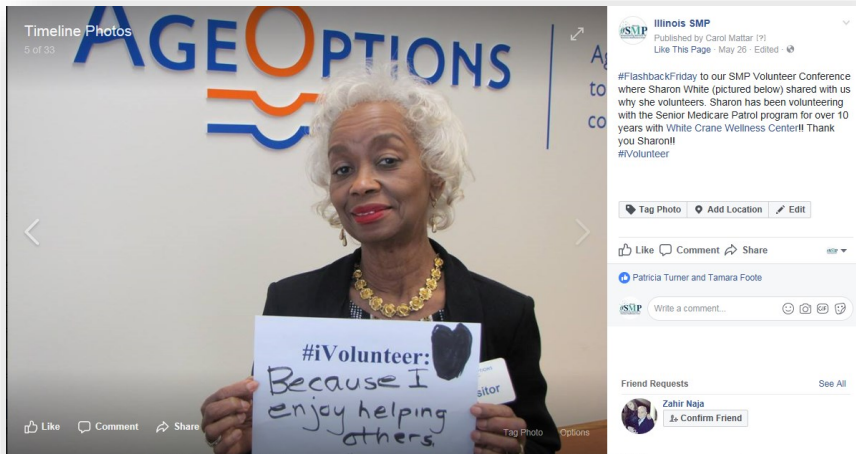 Timeline Photos
5 of 33
AGEOPTIONS
A
to
co
#iVolunteer:
Because I
enjoy helping
others.
sitor
Like Comment Share
Tag Photo Options
#SMP
Illinois SMP
Published by Carol Mattar [?]
Like This Page · May 26 · Edited ·
#FlashbackFriday to our SMP Volunteer Conference
where Sharon White (pictured below) shared with us
why she volunteers. Sharon has been volunteering
with the Senior Medicare Patrol program for over 10
years with White Crane Wellness Center!! Thank
you Sharon!!
#iVolunteer
Tag Photo Add Location Edit
Like Comment Share
Patricia Turner and Tamara Foote
#SMP
Write a comment...
GIF
Friend Requests See All
Zahir Naja
Confirm Friend